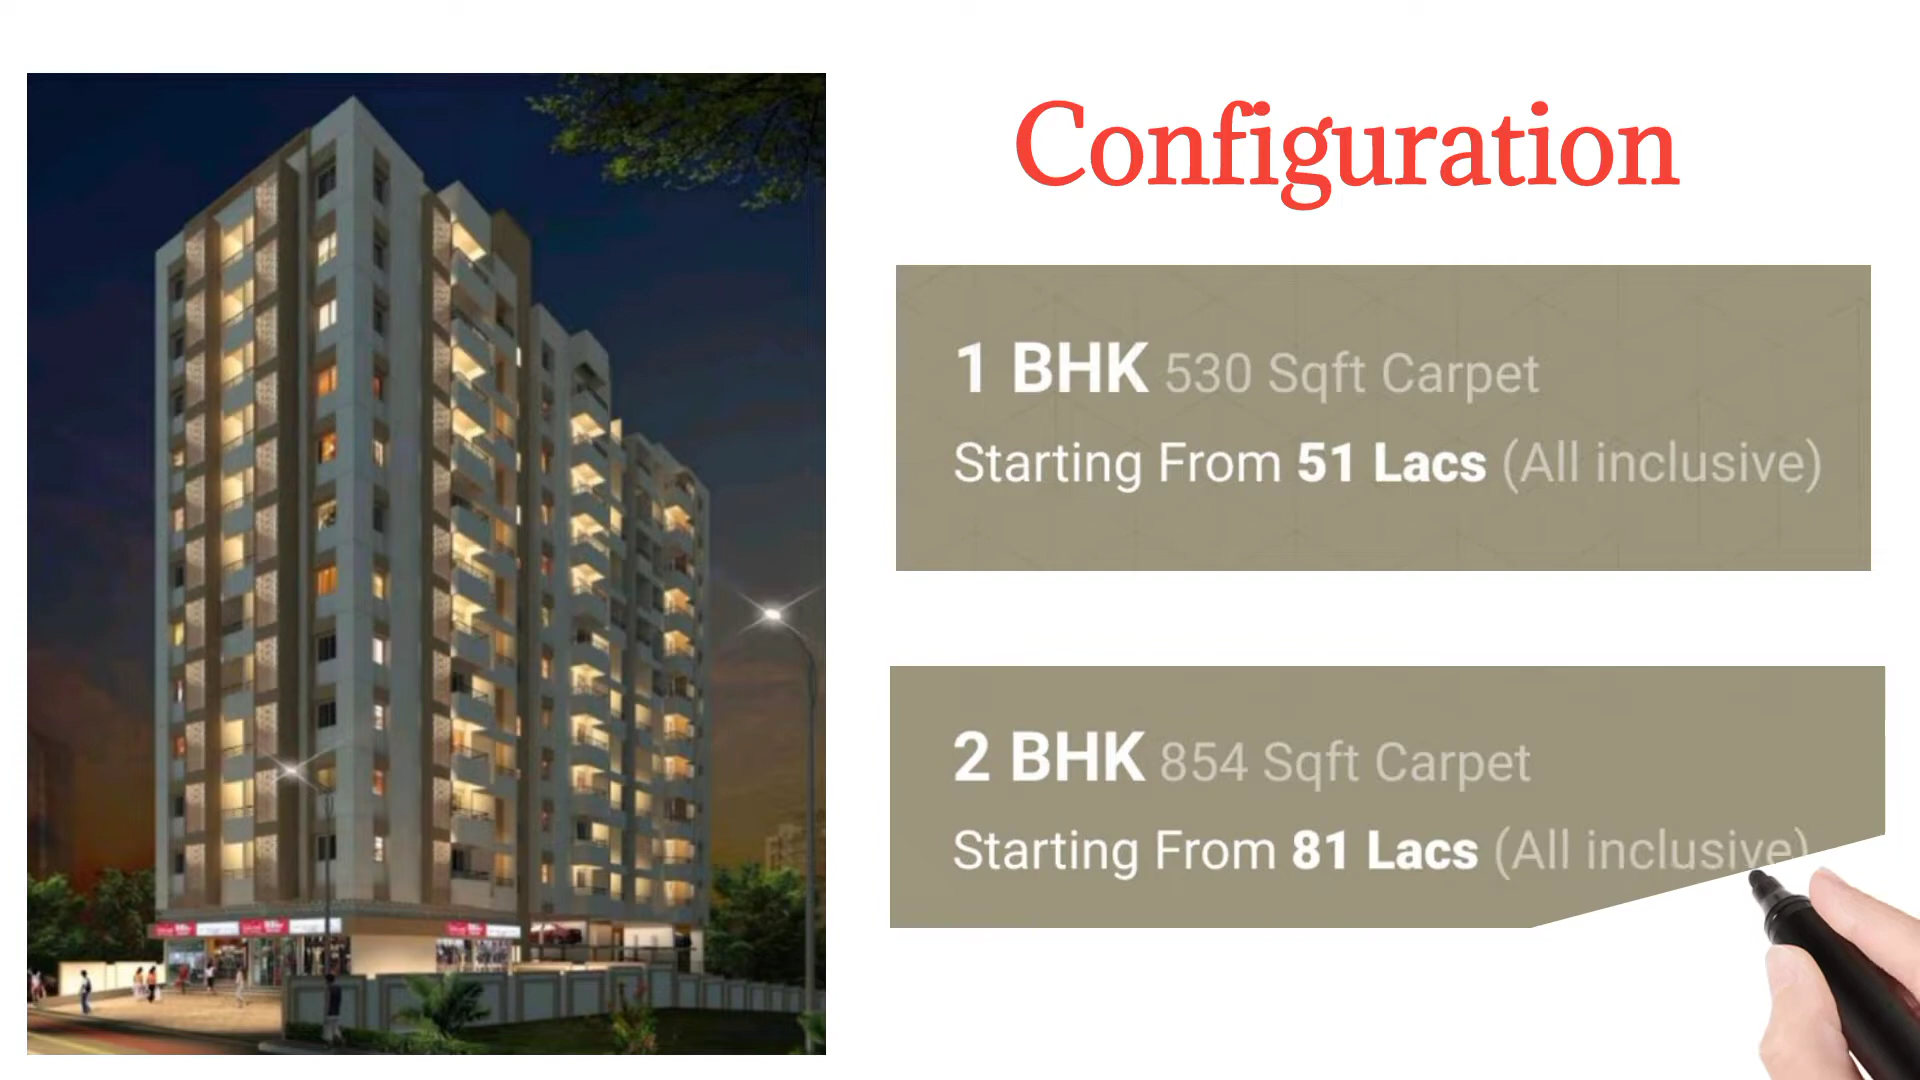 Configuration
1 BHK 530 Sqft Carpet
Starting From 51 Lacs (All inclusive)
2 BHK 854 Sqft Carpet
Starting From 81 Lacs (All inclusive)